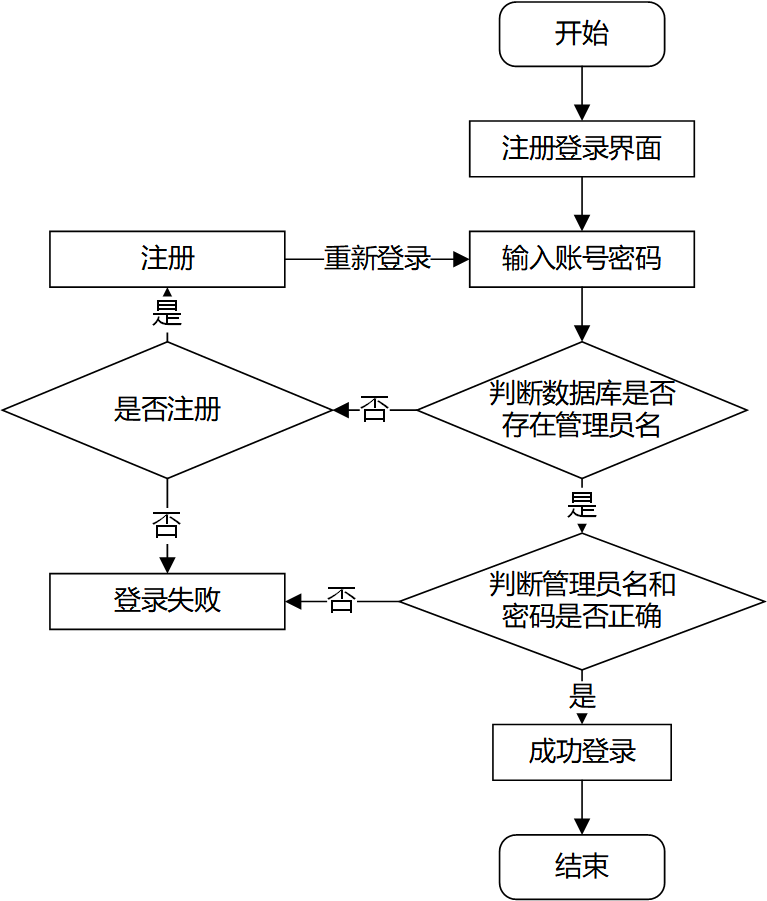 开始
注册登录界面
注册
重新登录
输入账号密码
是
是否注册
否
判断数据库是否
存在管理员名
否
是
登录失败
否
判断管理员名和
密码是否正确
是
成功登录
结束